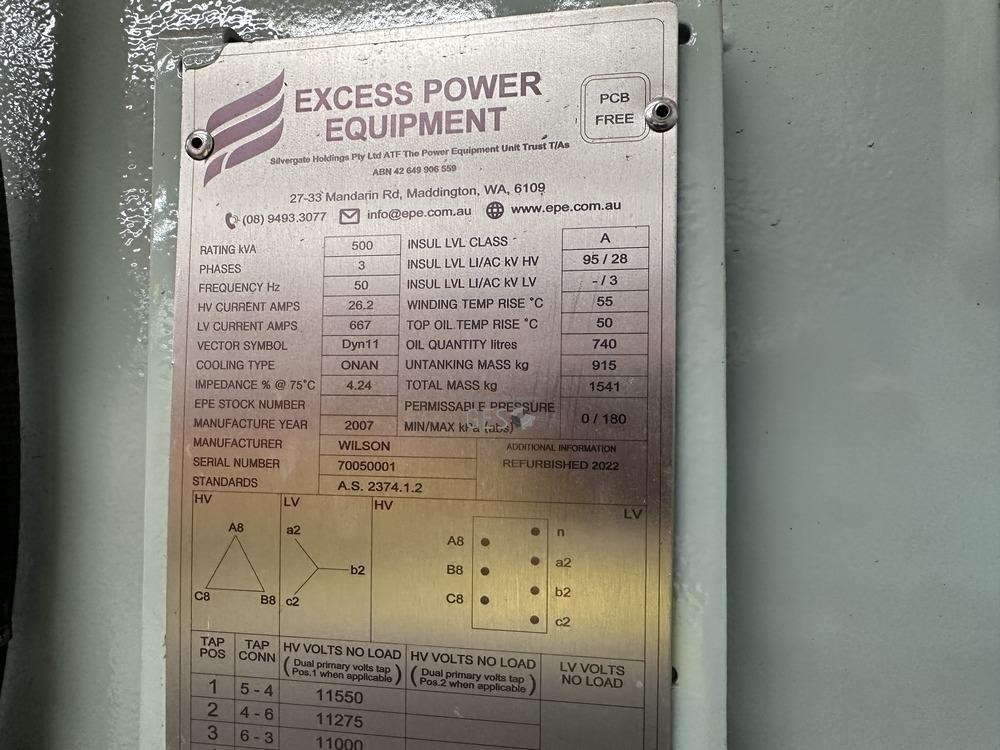 EXCESS POWER
EQUIPMENT
PCB
FREE
Silvergate Holdings Pty Ltd ATF The Power Equipment Unit Trust T/As
ABN 42 649 906 559
27-33 Mandarin Rd, Maddington, WA, 6109
(08) 9493.3077 info@epe.com.au www.epe.com.au
RATING kVA 500 INSUL LVL CLASS A
PHASES 3 INSUL LVL LI/AC kV HV 95 / 28
FREQUENCY Hz 50 INSUL LVL LI/AC kV LV - / 3
HV CURRENT AMPS 26.2 WINDING TEMP RISE °C 55
LV CURRENT AMPS 667 TOP OIL TEMP RISE °C 50
VECTOR SYMBOL Dyn11 OIL QUANTITY litres 740
COOLING TYPE ONAN UNTANKING MASS kg 915
IMPEDANCE % @ 75°C 4.24 TOTAL MASS kg 1541
EPE STOCK NUMBER PERMISSABLE PRESSURE
MANUFACTURE YEAR 2007 MIN/MAX kPa (abs) 0 / 180
MANUFACTURER WILSON ADDITIONAL INFORMATION
SERIAL NUMBER 70050001 REFURBISHED 2022
STANDARDS A.S. 2374.1.2
HV LV HV LV
A8 a2 A8 n
B8 a2
b2 C8 b2
C8 B8 c2 c2
TAP POS TAP CONN HV VOLTS NO LOAD HV VOLTS NO LOAD LV VOLTS NO LOAD
(Dual primary volts tap Pos.1 when applicable) (Dual primary volts tap Pos.2 when applicable)
1 5 - 4 11550
2 4 - 6 11275
3 6 - 3 11000